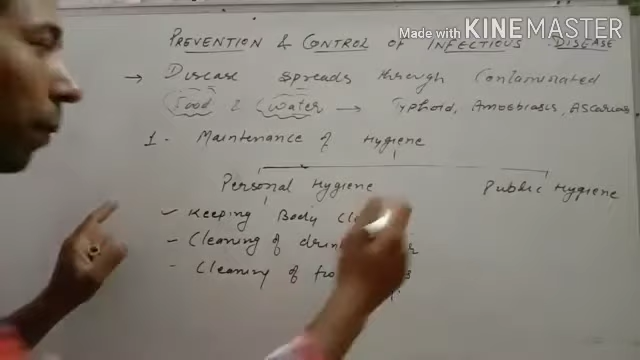 Made with KINEMASTER
PREVENTION & CONTROL OF INFECTIOUS DISEASE
→ Disease spreads through Contaminated
Food & Water → Typhoid, Amoebiasis, Ascariasis
1. Maintenance of Hygiene
Personal Hygiene Public Hygiene
- Keeping Body
- Cleaning of
- Cleaning of